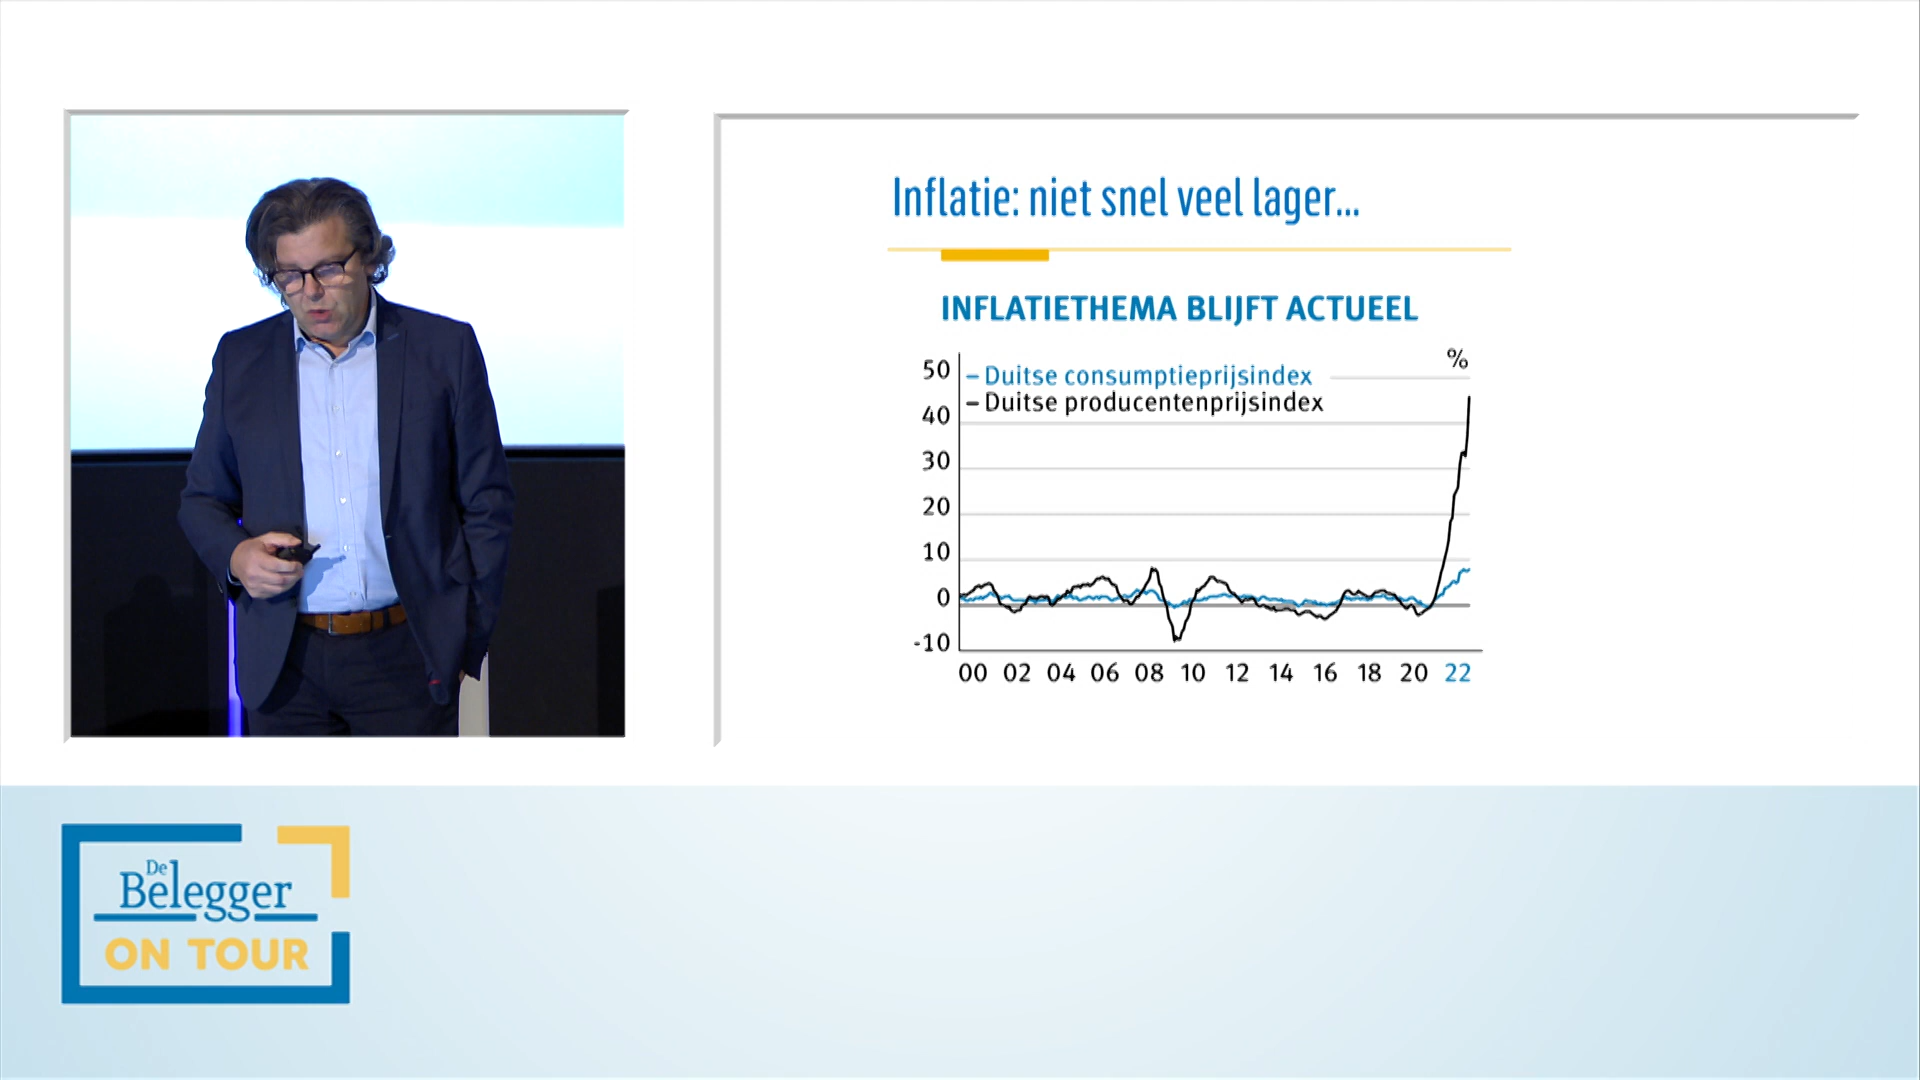 Inflatie: niet snel veel lager...
INFLATIETHEMA BLIJFT ACTUEEL
%
– Duitse consumptieprijsindex
– Duitse producentenprijsindex
50
40
30
20
10
0
-10
00 02 04 06 08 10 12 14 16 18 20 22
De
Belegger
ON TOUR